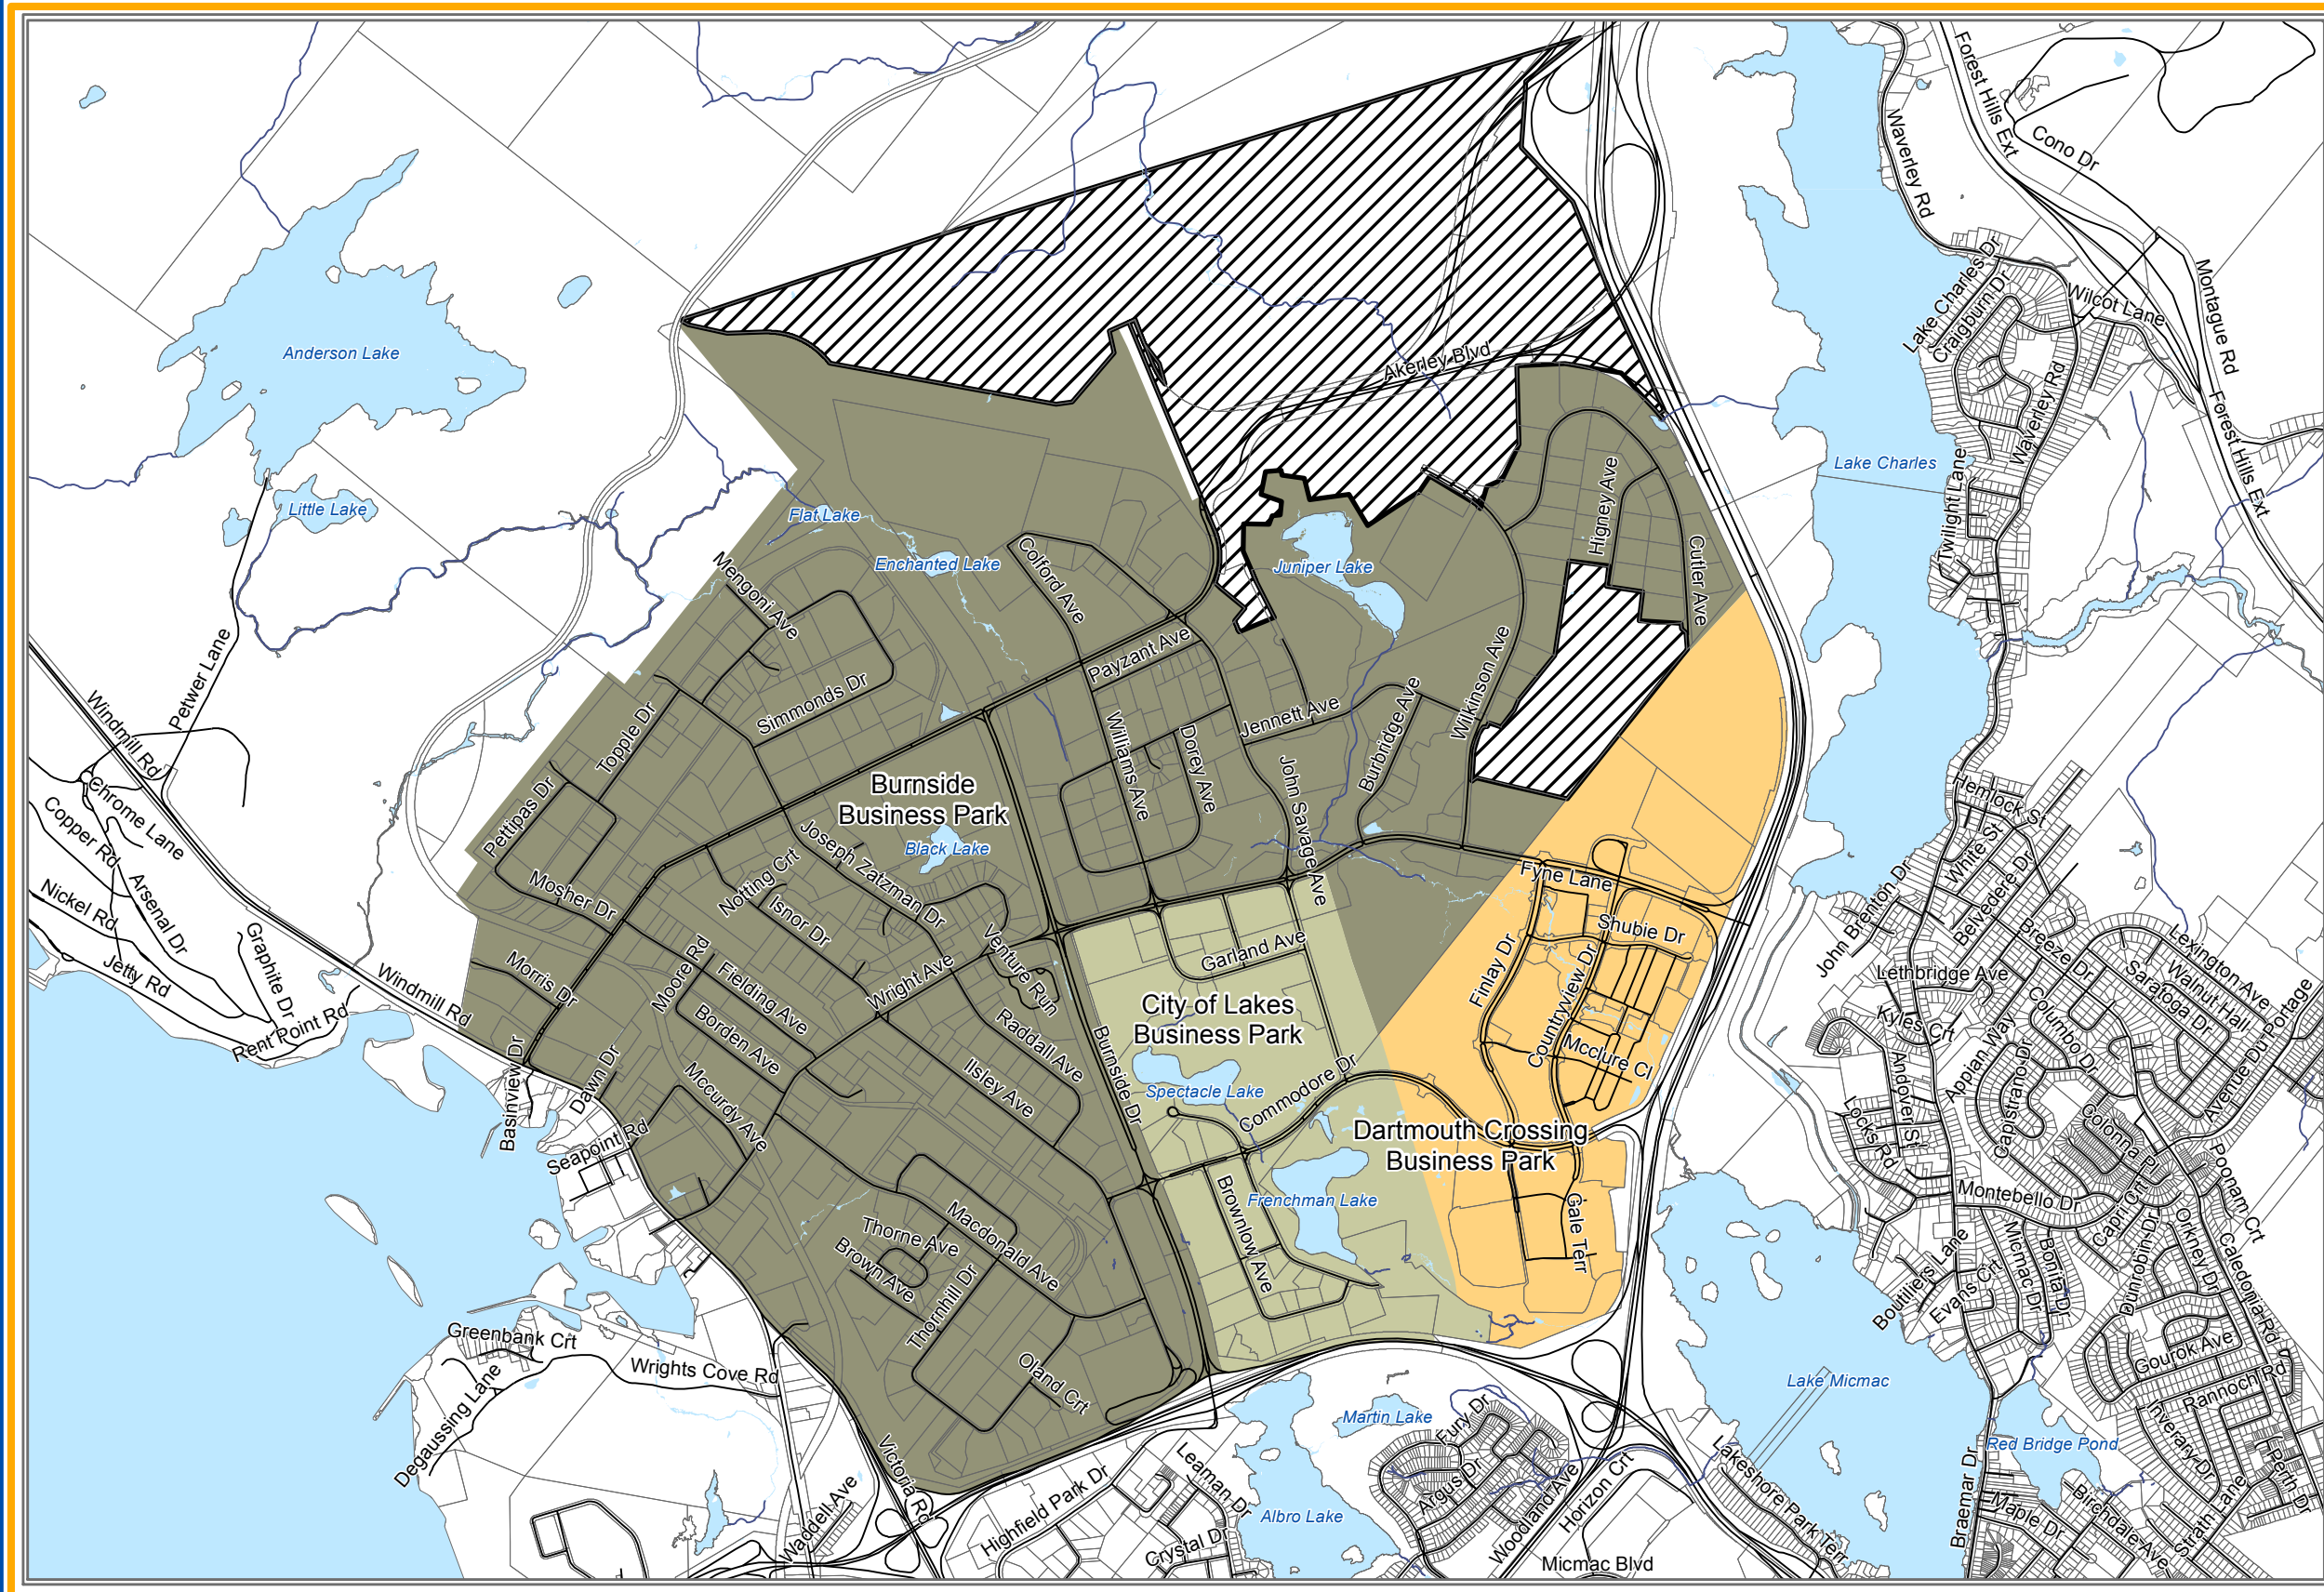 Forest Hills Ext
Waverley Rd
Cono Dr
Lake Charles Dr
Craigburn Dr
Wilcot Lane
Montague Rd
Anderson Lake
Akerley Blvd
Waverley Rd
Forest Hills Ext
Lake Charles
Twilight Lane
Little Lake
Flat Lake
Higney Ave
Cutler Ave
Enchanted Lake
Colford Ave
Juniper Lake
Mengoni Ave
Payzant Ave
Petwer Lane
Windmill Rd
Topple Dr
Simmonds Dr
Williams Ave
Dorey Ave
Jennett Ave
Burbridge Ave
Wilkinson Ave
Burnside
Business Park
John Savage Ave
Hemlock St
Chrome Lane
Copper Rd
Pettipas Dr
Joseph Zatzman Dr
Black Lake
White St
Belvedere Dr
John Brenton Dr
Nickel Rd
Arsenal Dr
Mosher Dr
Notting Crt
Isnor Dr
Fyne Lane
Shubie Dr
Breeze Dr
Lexington Ave
Walnut Hall
Saratoga Dr
Graphite Dr
Jetty Rd
Windmill Rd
Morris Dr
Moore Rd
Fielding Ave
Wright Ave
Venture Run
Garland Ave
Finlay Dr
Countryview Dr
Lethbridge Ave
Columbo Dr
Avenue Du Portage
City of Lakes
Business Park
Kyles Crt
Appian Way
Rent Point Rd
Borden Ave
Raddall Ave
Burnside Dr
Mcclure Cl
Andover St
Capistrano Dr
Basinview Dr
Dawn Dr
Mccurdy Ave
Ilsley Ave
Spectacle Lake
Commodore Dr
Locks Rd
Colonna Pl
Seapoint Rd
Dartmouth Crossing
Business Park
Poonam Crt
Frenchman Lake
Brownlow Ave
Gale Terr
Montebello Dr
Capri Crt
Orkney Dr
Thorne Ave
Macdonald Ave
Brown Ave
Thornhill Dr
Boutiliers Lane
Evans Crt
Micmac Dr
Bonita Dr
Dunrobin Dr
Caledonia Rd
Greenbank Crt
Wrights Cove Rd
Oland Crt
Gourok Ave
Rannoch Rd
Lake Micmac
Degaussing Lane
Martin Lake
Fury Dr
Inverary Dr
Victoria Rd
Leaman Dr
Argus Dr
Red Bridge Pond
Perth Dr
Waddell Ave
Highfield Park Dr
Albro Lake
Woodland Ave
Horizon Crt
Lakeshore Park Terr
Braemar Dr
Maple Dr
Birchdale Ave
Strath Lane
Crystal Dr
Micmac Blvd